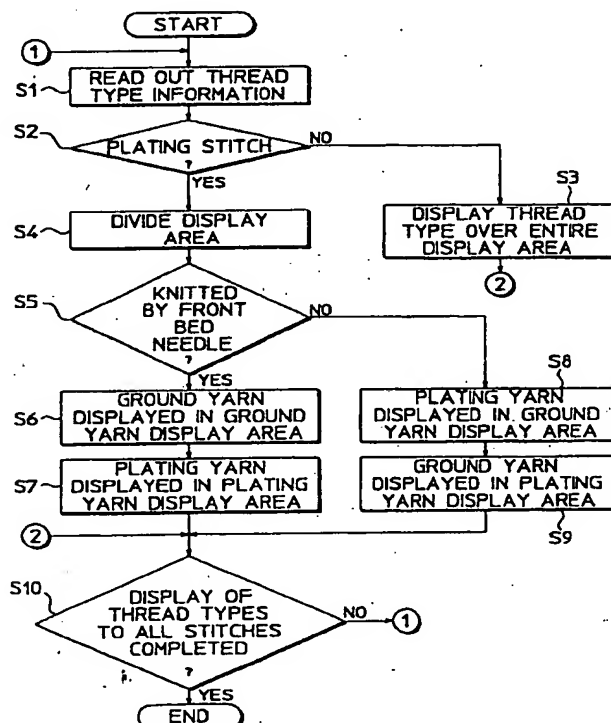 START
1
S1
READ OUT THREAD
TYPE INFORMATION
S2
PLATING STITCH
?
NO
YES
S3
DISPLAY THREAD
TYPE OVER ENTIRE
DISPLAY AREA
2
S4
DIVIDE DISPLAY
AREA
S5
KNITTED
BY FRONT
BED
NEEDLE
?
NO
YES
S6
GROUND YARN
DISPLAYED IN GROUND
YARN DISPLAY AREA
S8
PLATING YARN
DISPLAYED IN GROUND
YARN DISPLAY AREA
S7
PLATING YARN
DISPLAYED IN PLATING
YARN DISPLAY AREA
GROUND YARN
DISPLAYED IN PLATING
YARN DISPLAY AREA
S9
2
S10
DISPLAY OF
THREAD TYPES
TO ALL STITCHES
COMPLETED
?
NO
1
YES
END